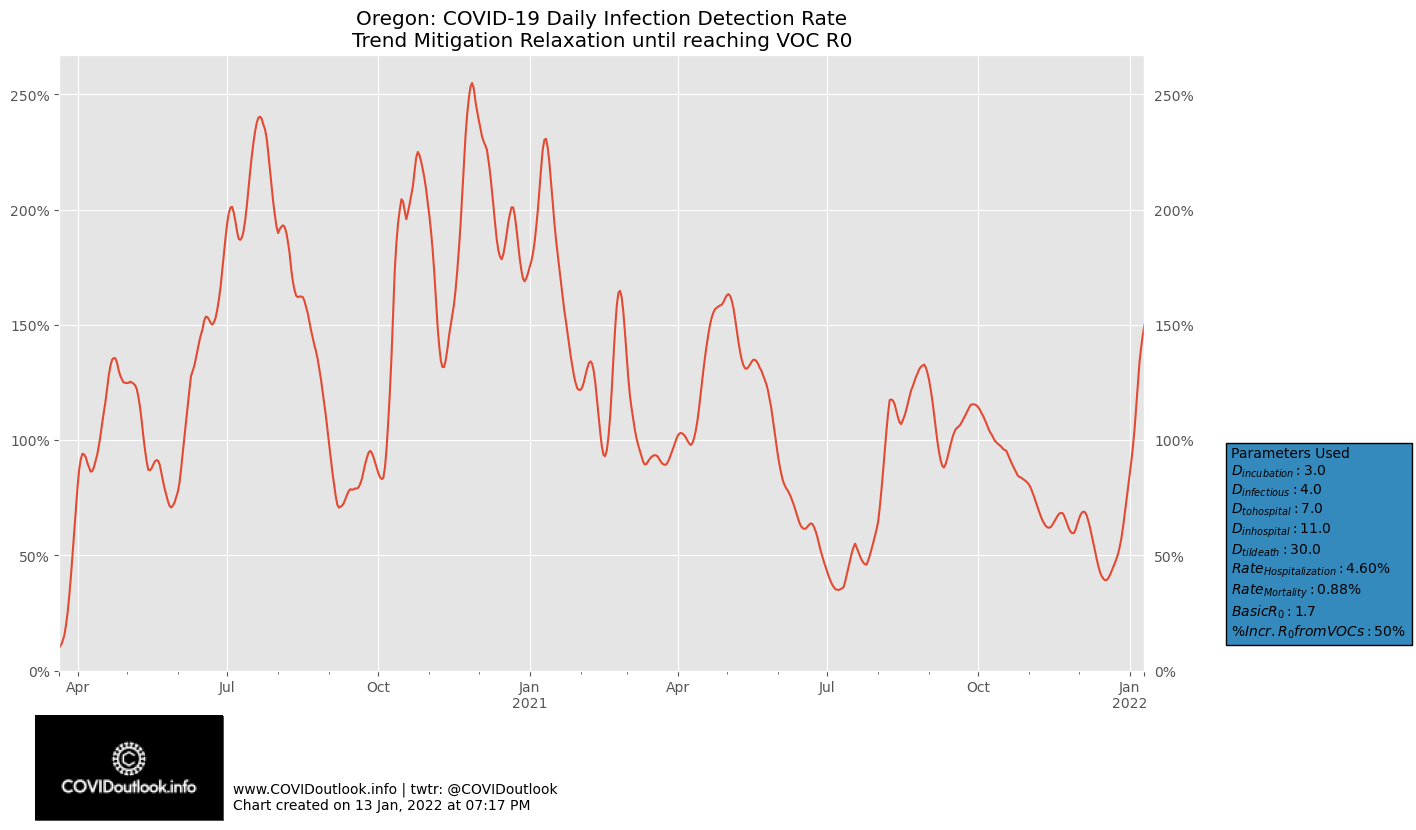 Oregon: COVID-19 Daily Infection Detection Rate
Trend Mitigation Relaxation until reaching VOC R0
250%
200%
150%
100%
50%
0%
250%
200%
150%
100%
50%
0%
Apr
Jul
Oct
Jan
2021
Apr
Jul
Oct
Jan
2022
Parameters Used
D_incubation : 3.0
D_infectious : 4.0
D_tohospital : 7.0
D_inhospital : 11.0
D_tildeath : 30.0
Rate_Hospitalization : 4.60%
Rate_Mortality : 0.88%
BasicR_0 : 1.7
%Incr. R_0 fromVOCs : 50%
COVIDoutlook.info
www.COVIDoutlook.info | twtr: @COVIDoutlook
Chart created on 13 Jan, 2022 at 07:17 PM